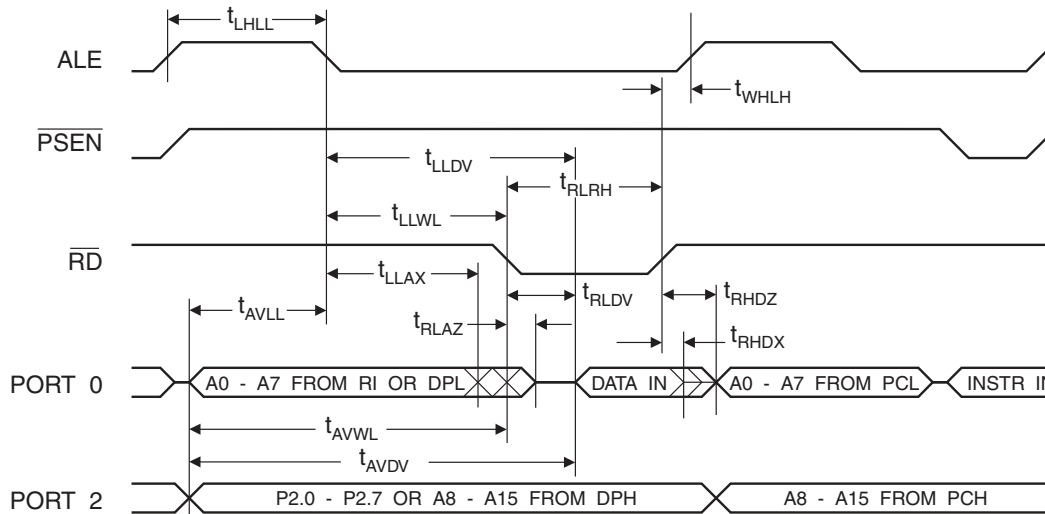 tLHLL
ALE
tWHLH
PSEN
tLLDV
tRLRH
tLLWL
RD
tLLAX
tRLDV
tRHDZ
tAVLL
tRLAZ
tRHDX
PORT 0
A0 - A7 FROM RI OR DPL
DATA IN
A0 - A7 FROM PCL
INSTR IN
tAVWL
tAVDV
PORT 2
P2.0 - P2.7 OR A8 - A15 FROM DPH
A8 - A15 FROM PCH